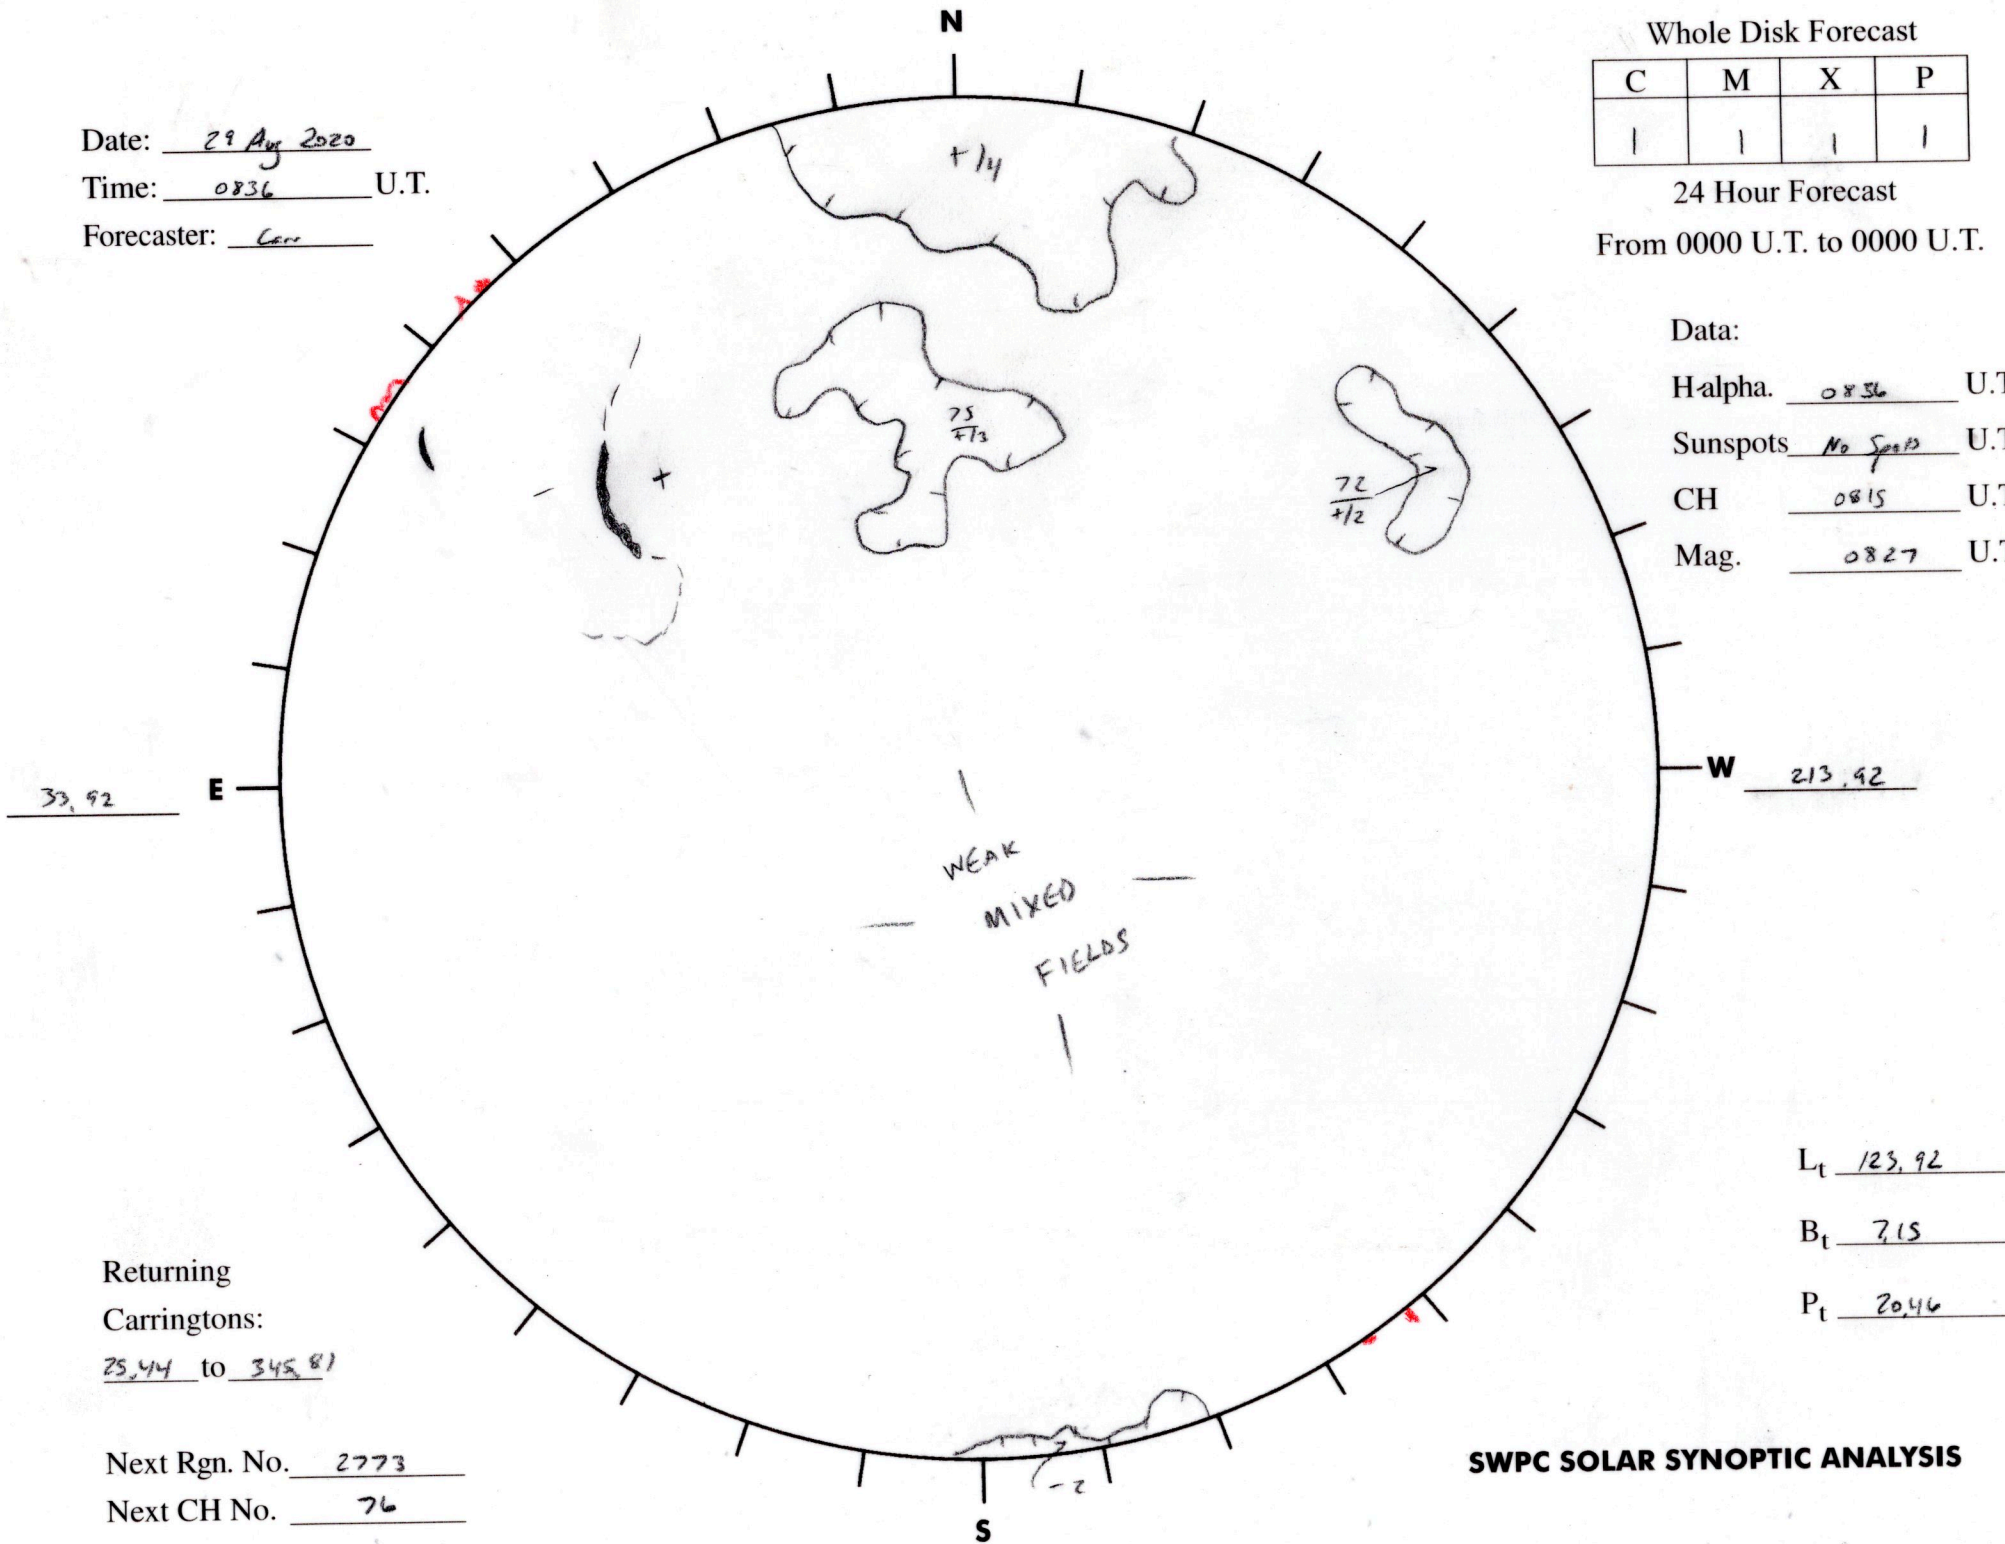 N
Whole Disk Forecast
C M X P
1 1 1 1
24 Hour Forecast
From 0000 U.T. to 0000 U.T.
Date: 29 Aug 2020
Time: 0836 U.T.
Forecaster:
+/4
Data:
H-alpha. 0836 U.T
Sunspots No Spots U.T
CH 0815 U.T
Mag. 0827 U.T
75
+/3
72
+/2
+
33.92 E
W 213.92
WEAK
MIXED
FIELDS
Lt 123.92
Bt 7.15
Pt 20.46
Returning
Carringtons:
25.44 to 345.81
Next Rgn. No. 2773
Next CH No. 76
-2
S
SWPC SOLAR SYNOPTIC ANALYSIS